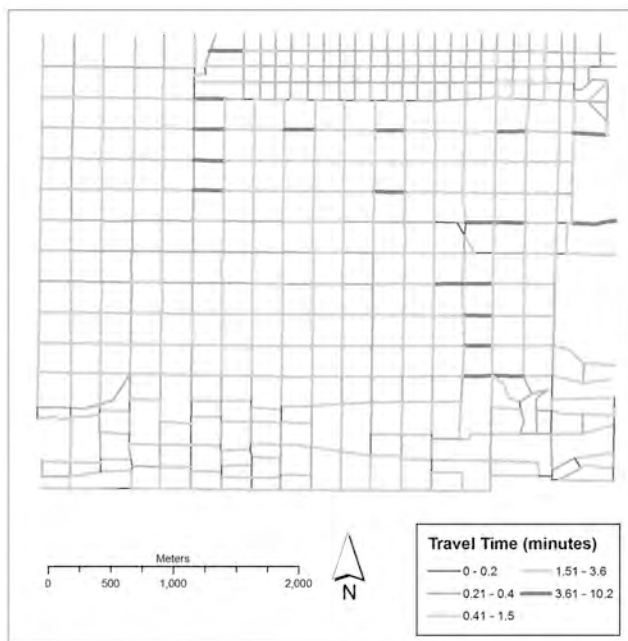 Meters
0 500 1,000 2,000
N
Travel Time (minutes)
0 - 0.2 1.51 - 3.6
0.21 - 0.4 3.61 - 10.2
0.41 - 1.5